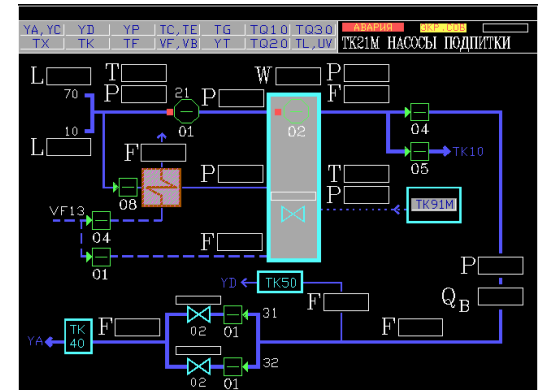 YA,YC YD YP TC,TE TG TQ10 TQ30 АВАРИЯ ЭКР.СОВ
TX TK TF VF,VB YT TQ20 TL,UV TK21M НАСОСЫ ПОДПИТКИ
L T W P
70 P 21 P F
10 01 02 04
L F TK10
P T 05
08 P TK91M
VF13
04 F
01 P
YD TK50 QB
F
31
YA TK 40 F 02 01 F
32
02 01